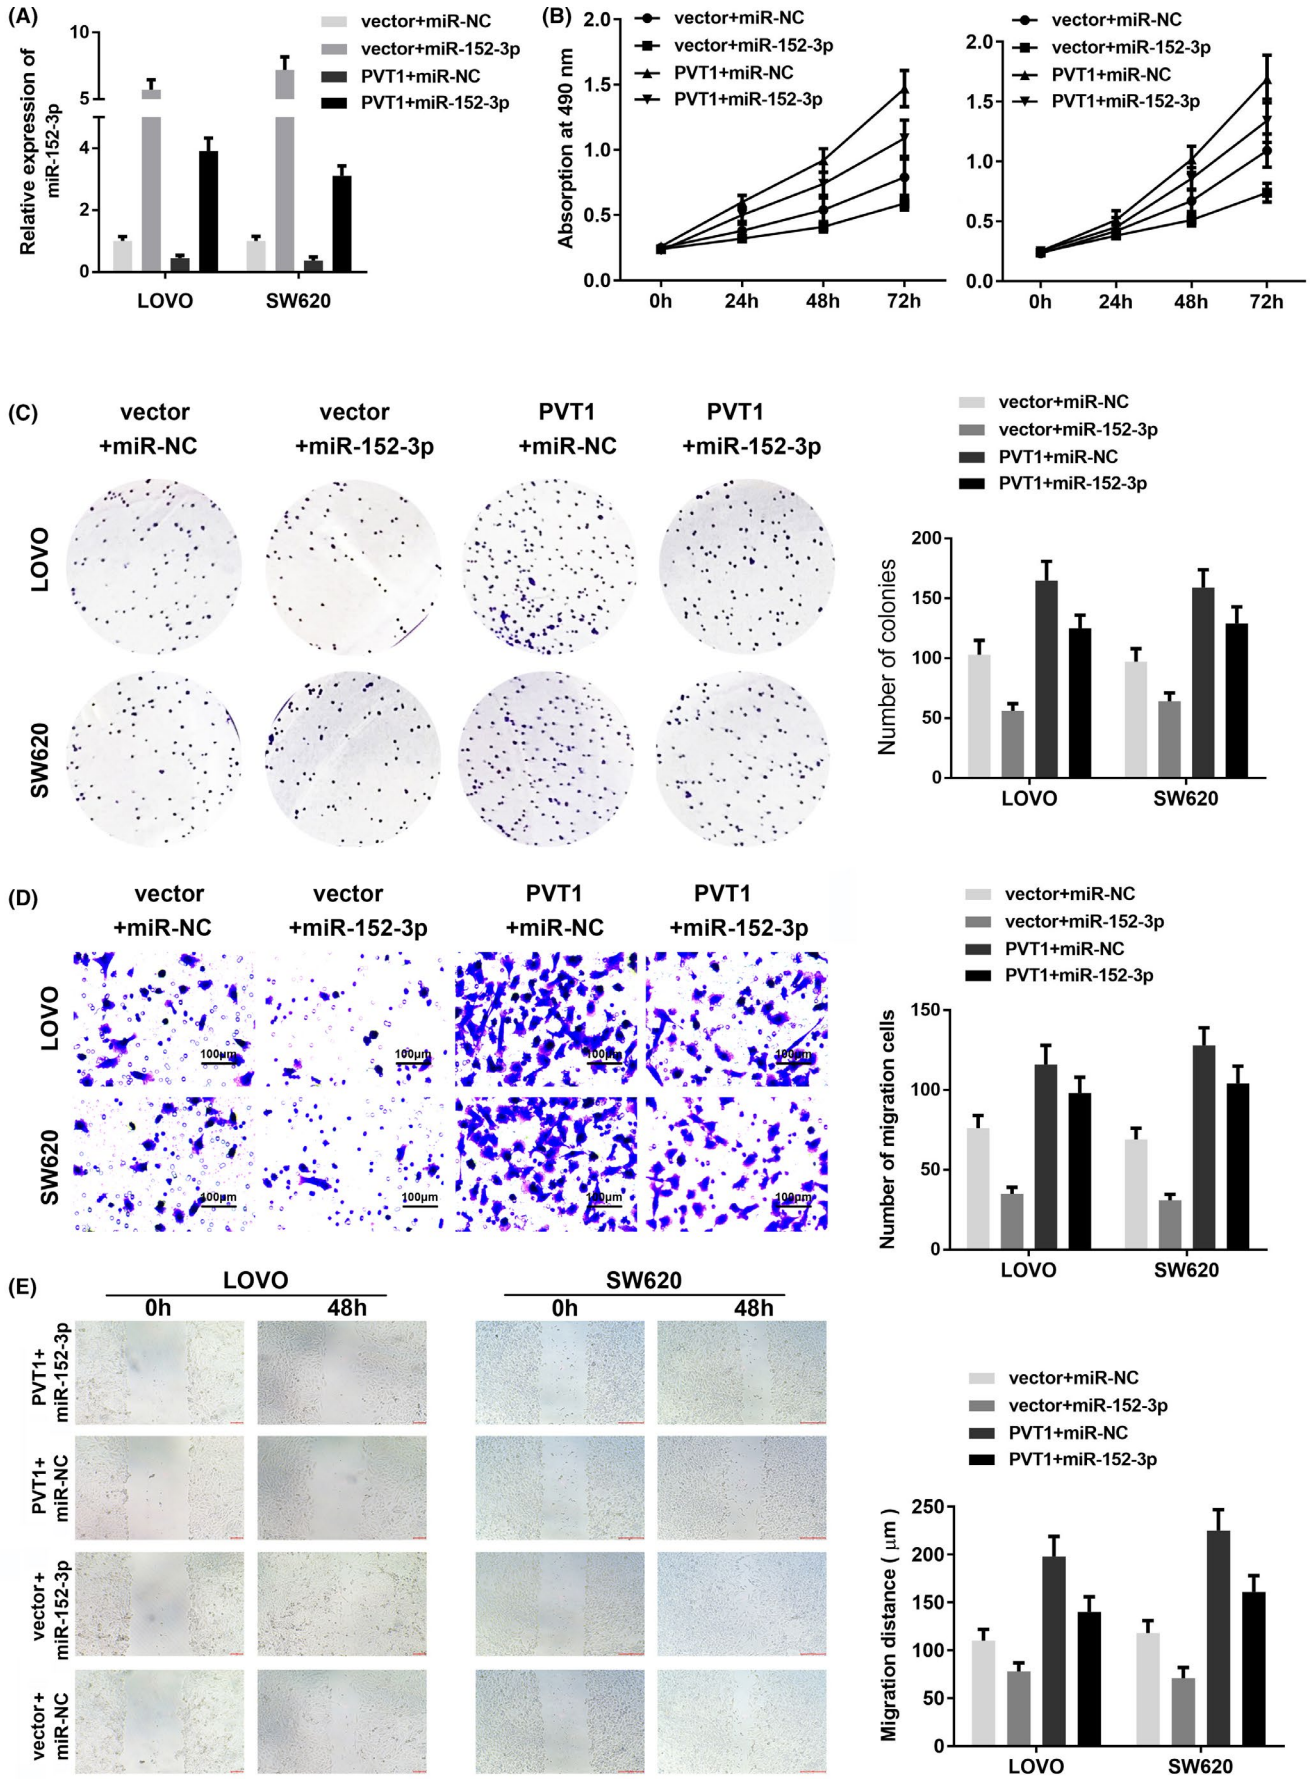 (A)
Relative expression of
miR-152-3p
10
5
4
2
0
LOVO
SW620
vector+miR-NC
vector+miR-152-3p
PVT1+miR-NC
PVT1+miR-152-3p
(B)
Absorption at 490 nm
2.0
1.5
1.0
0.5
0.0
0h
24h
48h
72h
vector+miR-NC
vector+miR-152-3p
PVT1+miR-NC
PVT1+miR-152-3p
2.0
1.5
1.0
0.5
0.0
0h
24h
48h
72h
vector+miR-NC
vector+miR-152-3p
PVT1+miR-NC
PVT1+miR-152-3p
(C)
vector
+miR-NC
vector
+miR-152-3p
PVT1
+miR-NC
PVT1
+miR-152-3p
LOVO
SW620
vector+miR-NC
vector+miR-152-3p
PVT1+miR-NC
PVT1+miR-152-3p
Number of colonies
200
150
100
50
0
LOVO
SW620
(D)
vector
+miR-NC
vector
+miR-152-3p
PVT1
+miR-NC
PVT1
+miR-152-3p
LOVO
100μm
100μm
100μm
100μm
SW620
100μm
100μm
100μm
100μm
vector+miR-NC
vector+miR-152-3p
PVT1+miR-NC
PVT1+miR-152-3p
Number of migration cells
150
100
50
0
LOVO
SW620
(E)
LOVO
0h
48h
SW620
0h
48h
PVT1+
miR-152-3p
PVT1+
miR-NC
vector+
miR-152-3p
vector+
miR-NC
vector+miR-NC
vector+miR-152-3p
PVT1+miR-NC
PVT1+miR-152-3p
Migration distance ( μm )
250
200
150
100
50
0
LOVO
SW620